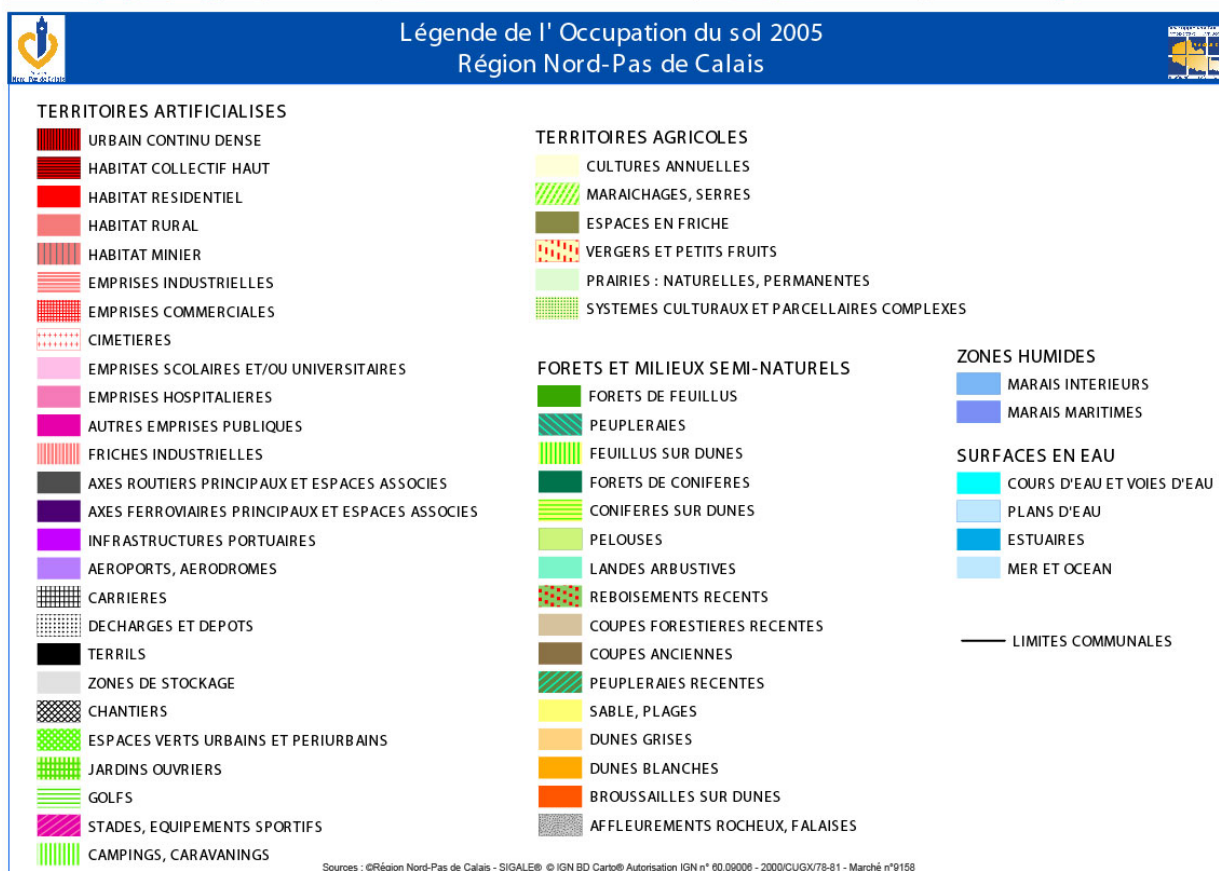 Légende de l' Occupation du sol 2005
Région Nord-Pas de Calais
Nord-Pas de Calais
TERRITOIRES ARTIFICIALISES
URBAIN CONTINU DENSE
HABITAT COLLECTIF HAUT
HABITAT RESIDENTIEL
HABITAT RURAL
HABITAT MINIER
EMPRISES INDUSTRIELLES
EMPRISES COMMERCIALES
CIMETIERES
EMPRISES SCOLAIRES ET/OU UNIVERSITAIRES
EMPRISES HOSPITALIERES
AUTRES EMPRISES PUBLIQUES
FRICHES INDUSTRIELLES
AXES ROUTIERS PRINCIPAUX ET ESPACES ASSOCIES
AXES FERROVIAIRES PRINCIPAUX ET ESPACES ASSOCIES
INFRASTRUCTURES PORTUAIRES
AEROPORTS, AERODROMES
CARRIERES
DECHARGES ET DEPOTS
TERRILS
ZONES DE STOCKAGE
CHANTIERS
ESPACES VERTS URBAINS ET PERIURBAINS
JARDINS OUVRIERS
GOLFS
STADES, EQUIPEMENTS SPORTIFS
CAMPINGS, CARAVANINGS
TERRITOIRES AGRICOLES
CULTURES ANNUELLES
MARAICHAGES, SERRES
ESPACES EN FRICHE
VERGERS ET PETITS FRUITS
PRAIRIES : NATURELLES, PERMANENTES
SYSTEMES CULTURAUX ET PARCELLAIRES COMPLEXES
FORETS ET MILIEUX SEMI-NATURELS
FORETS DE FEUILLUS
PEUPLERAIES
FEUILLUS SUR DUNES
FORETS DE CONIFERES
CONIFERES SUR DUNES
PELOUSES
LANDES ARBUSTIVES
REBOISEMENTS RECENTS
COUPES FORESTIERES RECENTES
COUPES ANCIENNES
PEUPLERAIES RECENTES
SABLE, PLAGES
DUNES GRISES
DUNES BLANCHES
BROUSSAILLES SUR DUNES
AFFLEUREMENTS ROCHEUX, FALAISES
ZONES HUMIDES
MARAIS INTERIEURS
MARAIS MARITIMES
SURFACES EN EAU
COURS D'EAU ET VOIES D'EAU
PLANS D'EAU
ESTUAIRES
MER ET OCEAN
LIMITES COMMUNALES
Sources : ©Région Nord-Pas de Calais - SIGALE® © IGN BD Carto® Autorisation IGN n° 60.09006 - 2000/CUGX/78-81 - Marché n°9158